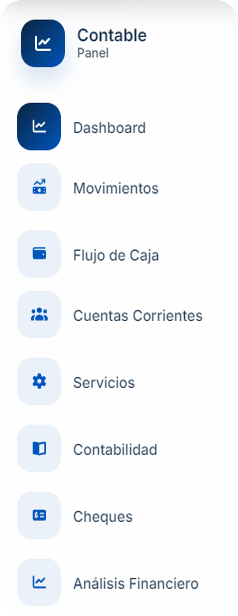 Contable
Panel
Dashboard
Movimientos
Flujo de Caja
Cuentas Corrientes
Servicios
Contabilidad
Cheques
Análisis Financiero